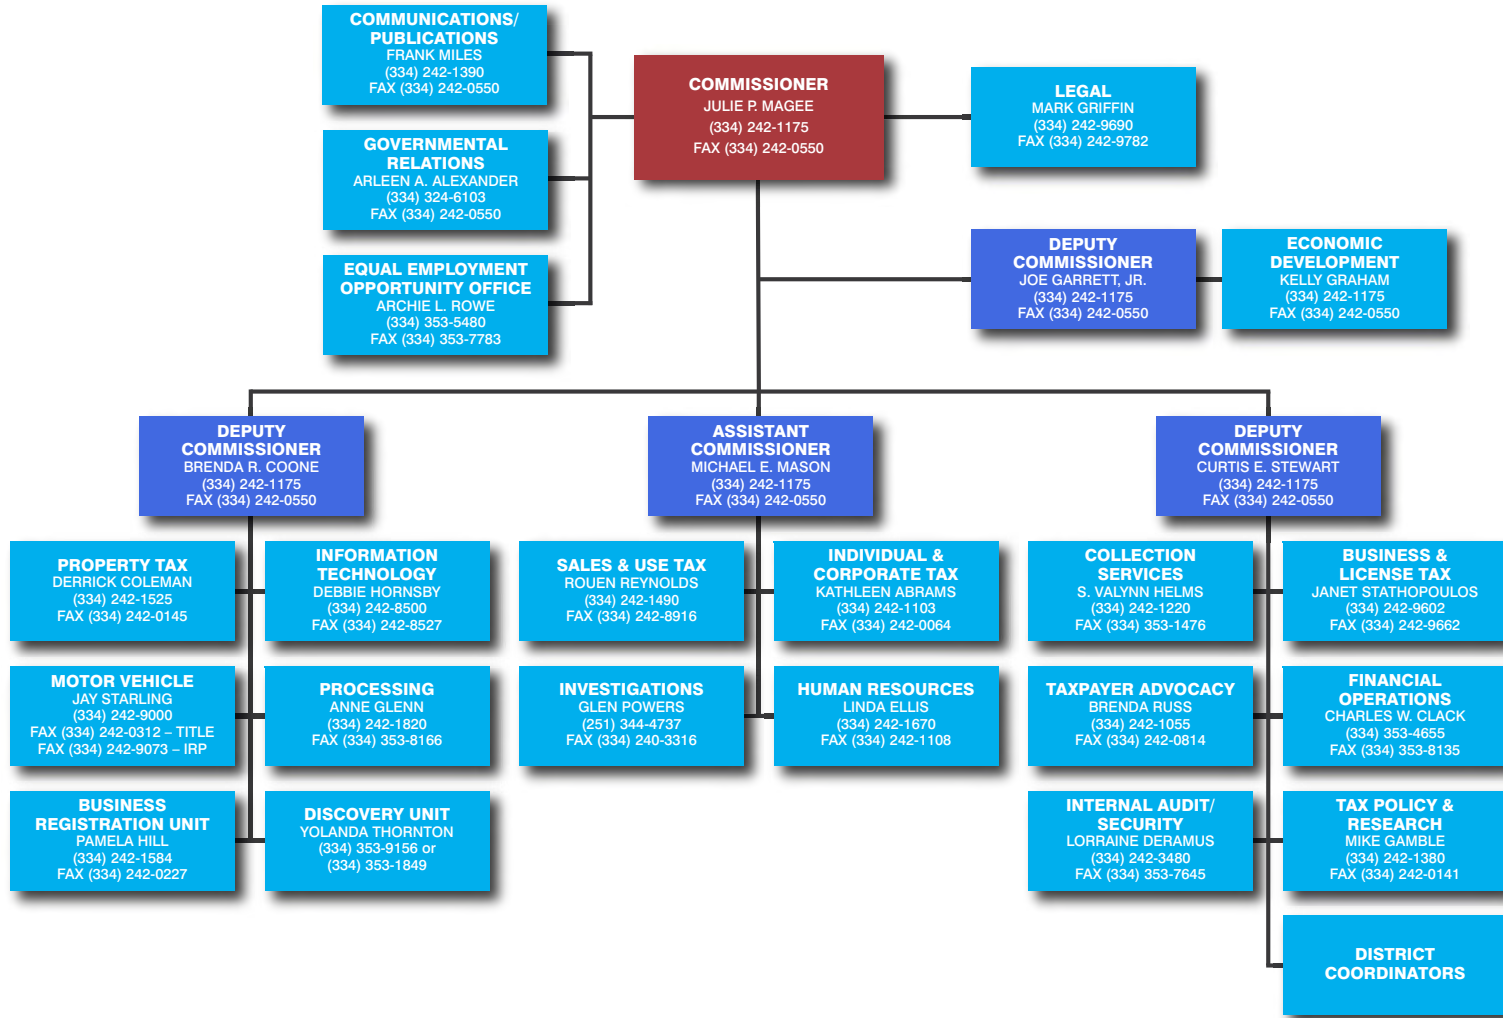 COMMUNICATIONS/
PUBLICATIONS
FRANK MILES
(334) 242-1390
FAX (334) 242-0550
COMMISSIONER
JULIE P. MAGEE
(334) 242-1175
FAX (334) 242-0550
LEGAL
MARK GRIFFIN
(334) 242-9690
FAX (334) 242-9782
GOVERNMENTAL
RELATIONS
ARLEEN A. ALEXANDER
(334) 324-6103
FAX (334) 242-0550
EQUAL EMPLOYMENT
OPPORTUNITY OFFICE
ARCHIE L. ROWE
(334) 353-5480
FAX (334) 353-7783
DEPUTY
COMMISSIONER
JOE GARRETT, JR.
(334) 242-1175
FAX (334) 242-0550
ECONOMIC
DEVELOPMENT
KELLY GRAHAM
(334) 242-1175
FAX (334) 242-0550
DEPUTY
COMMISSIONER
BRENDA R. COONE
(334) 242-1175
FAX (334) 242-0550
ASSISTANT
COMMISSIONER
MICHAEL E. MASON
(334) 242-1175
FAX (334) 242-0550
DEPUTY
COMMISSIONER
CURTIS E. STEWART
(334) 242-1175
FAX (334) 242-0550
PROPERTY TAX
DERRICK COLEMAN
(334) 242-1525
FAX (334) 242-0145
INFORMATION
TECHNOLOGY
DEBBIE HORNSBY
(334) 242-8500
FAX (334) 242-8527
SALES & USE TAX
ROUEN REYNOLDS
(334) 242-1490
FAX (334) 242-8916
INDIVIDUAL &
CORPORATE TAX
KATHLEEN ABRAMS
(334) 242-1103
FAX (334) 242-0064
COLLECTION
SERVICES
S. VALYNN HELMS
(334) 242-1220
FAX (334) 353-1476
BUSINESS &
LICENSE TAX
JANET STATHOPOULOS
(334) 242-9602
FAX (334) 242-9662
MOTOR VEHICLE
JAY STARLING
(334) 242-9000
FAX (334) 242-0312 – TITLE
FAX (334) 242-9073 – IRP
PROCESSING
ANNE GLENN
(334) 242-1820
FAX (334) 353-8166
INVESTIGATIONS
GLEN POWERS
(251) 344-4737
FAX (334) 240-3316
HUMAN RESOURCES
LINDA ELLIS
(334) 242-1670
FAX (334) 242-1108
TAXPAYER ADVOCACY
BRENDA RUSS
(334) 242-1055
FAX (334) 242-0814
FINANCIAL
OPERATIONS
CHARLES W. CLACK
(334) 353-4655
FAX (334) 353-8135
BUSINESS
REGISTRATION UNIT
PAMELA HILL
(334) 242-1584
FAX (334) 242-0227
DISCOVERY UNIT
YOLANDA THORNTON
(334) 353-9156 or
(334) 353-1849
INTERNAL AUDIT/
SECURITY
LORRAINE DERAMUS
(334) 242-3480
FAX (334) 353-7645
TAX POLICY &
RESEARCH
MIKE GAMBLE
(334) 242-1380
FAX (334) 242-0141
DISTRICT
COORDINATORS